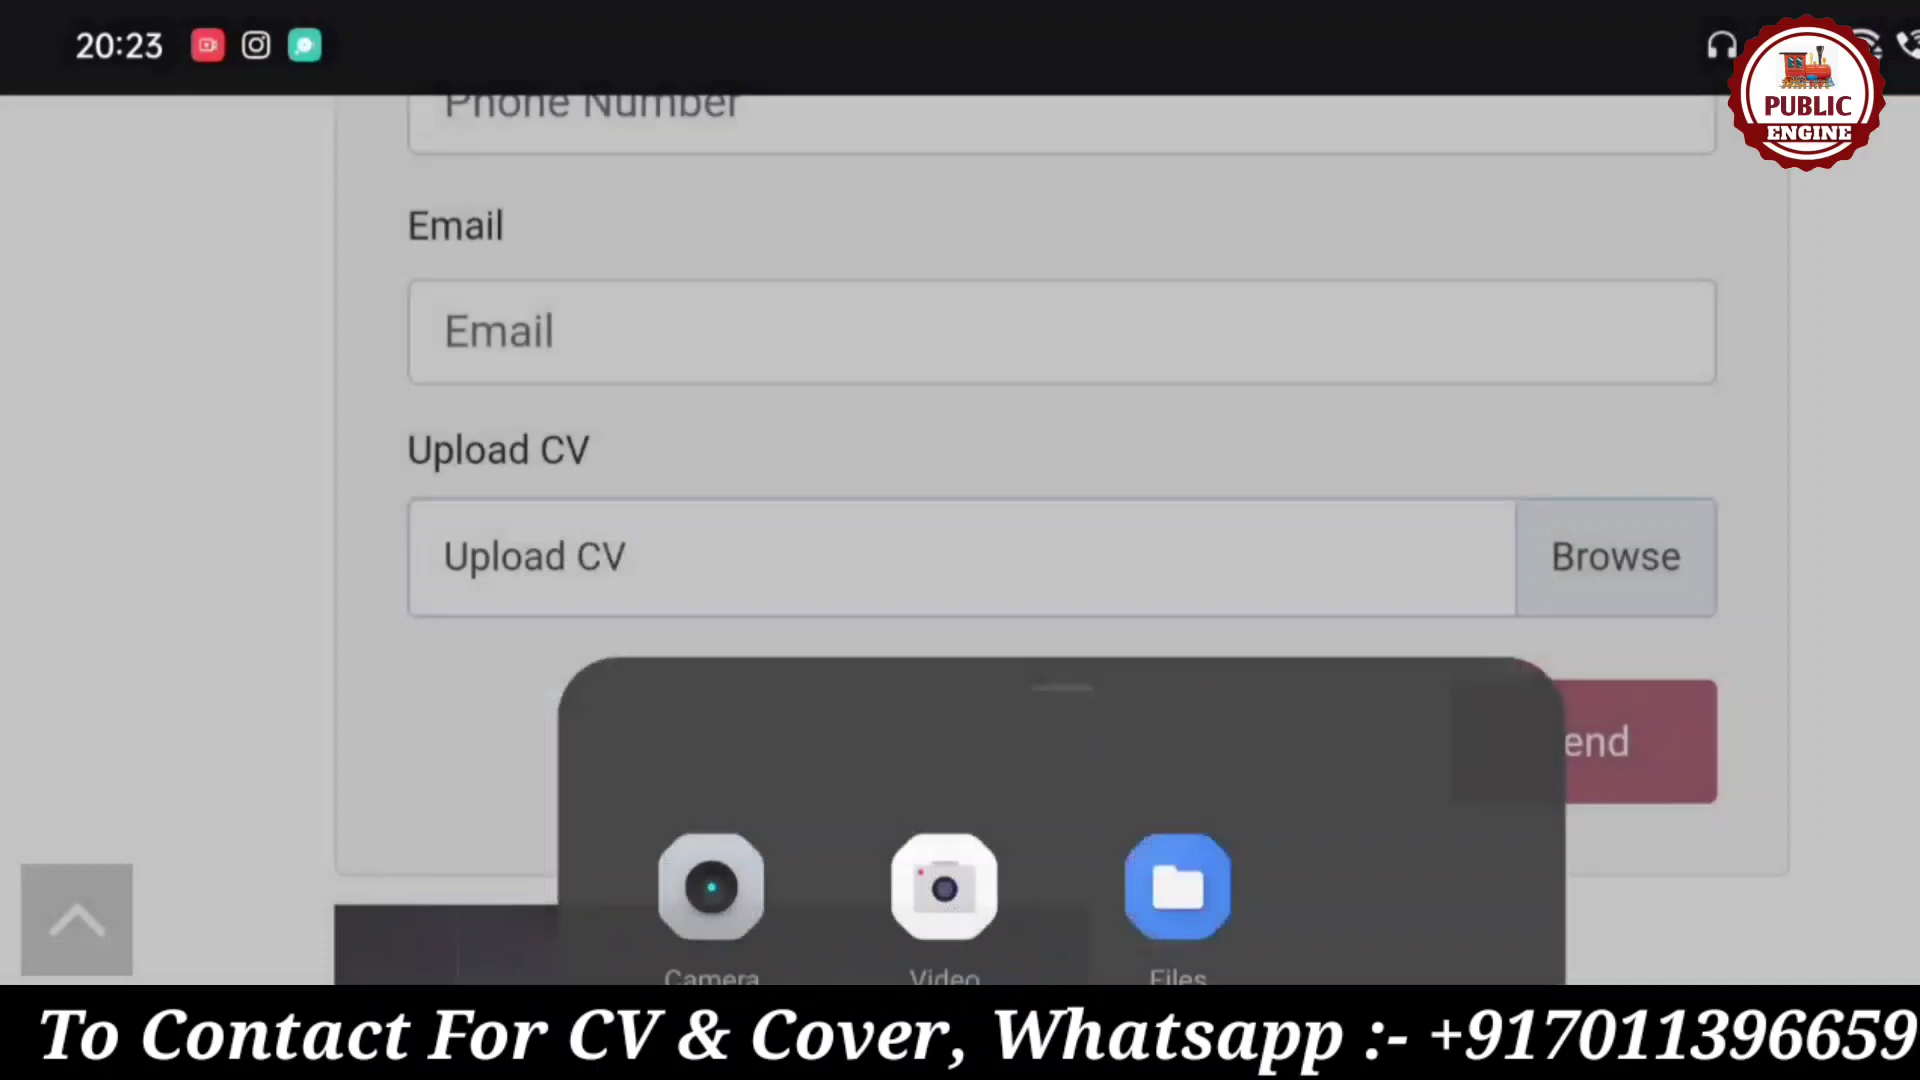 20:23
PUBLIC
ENGINE
Phone Number
Email
Email
Upload CV
Upload CV
Browse
end
Camera
Video
Files
To Contact For CV & Cover, Whatsapp :- +917011396659